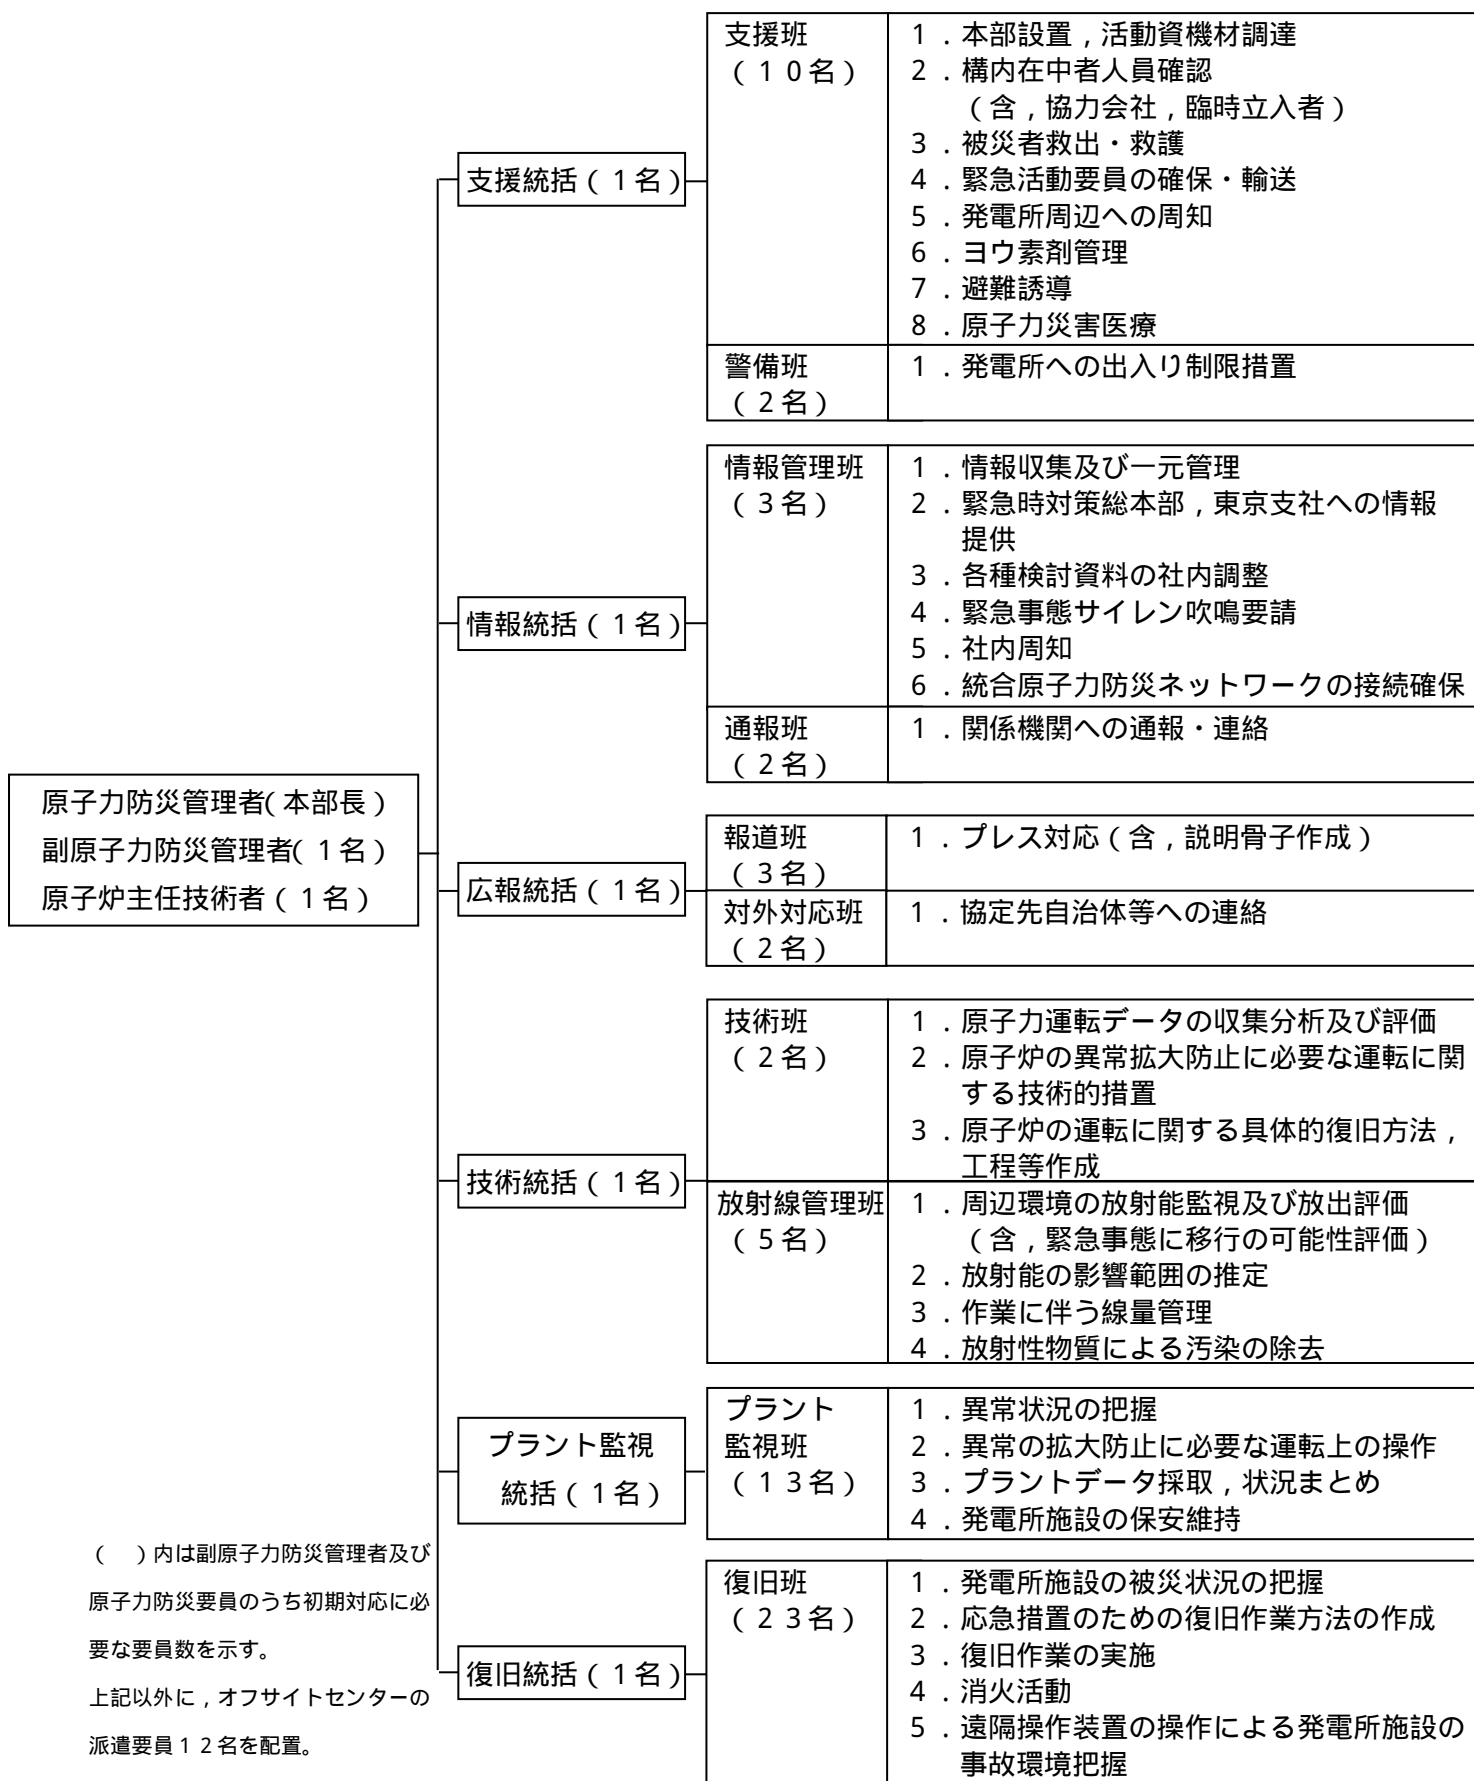 原子力防災管理者(本部長)
副原子力防災管理者(1名)
原子炉主任技術者(1名)
支援統括(1名)
支援班
(10名)
1.本部設置,活動資機材調達
2.構内在中者人員確認
(含,協力会社,臨時立入者)
3.被災者救出・救護
4.緊急活動要員の確保・輸送
5.発電所周辺への周知
6.ヨウ素剤管理
7.避難誘導
8.原子力災害医療
警備班
(2名)
1.発電所への出入り制限措置
情報統括(1名)
情報管理班
(3名)
1.情報収集及び一元管理
2.緊急時対策総本部,東京支社への情報
提供
3.各種検討資料の社内調整
4.緊急事態サイレン吹鳴要請
5.社内周知
6.統合原子力防災ネットワークの接続確保
通報班
(2名)
1.関係機関への通報・連絡
広報統括(1名)
報道班
(3名)
1.プレス対応(含,説明骨子作成)
対外対応班
(2名)
1.協定先自治体等への連絡
技術統括(1名)
技術班
(2名)
1.原子力運転データの収集分析及び評価
2.原子炉の異常拡大防止に必要な運転に関
する技術的措置
3.原子炉の運転に関する具体的復旧方法,
工程等作成
放射線管理班
(5名)
1.周辺環境の放射能監視及び放出評価
(含,緊急事態に移行の可能性評価)
2.放射能の影響範囲の推定
3.作業に伴う線量管理
4.放射性物質による汚染の除去
プラント監視
統括(1名)
プラント
監視班
(13名)
1.異常状況の把握
2.異常の拡大防止に必要な運転上の操作
3.プラントデータ採取,状況まとめ
4.発電所施設の保安維持
復旧統括(1名)
復旧班
(23名)
1.発電所施設の被災状況の把握
2.応急措置のための復旧作業方法の作成
3.復旧作業の実施
4.消火活動
5.遠隔操作装置の操作による発電所施設の
事故環境把握
( )内は副原子力防災管理者及び
原子力防災要員のうち初期対応に必
要な要員数を示す。
上記以外に,オフサイトセンターの
派遣要員12名を配置。